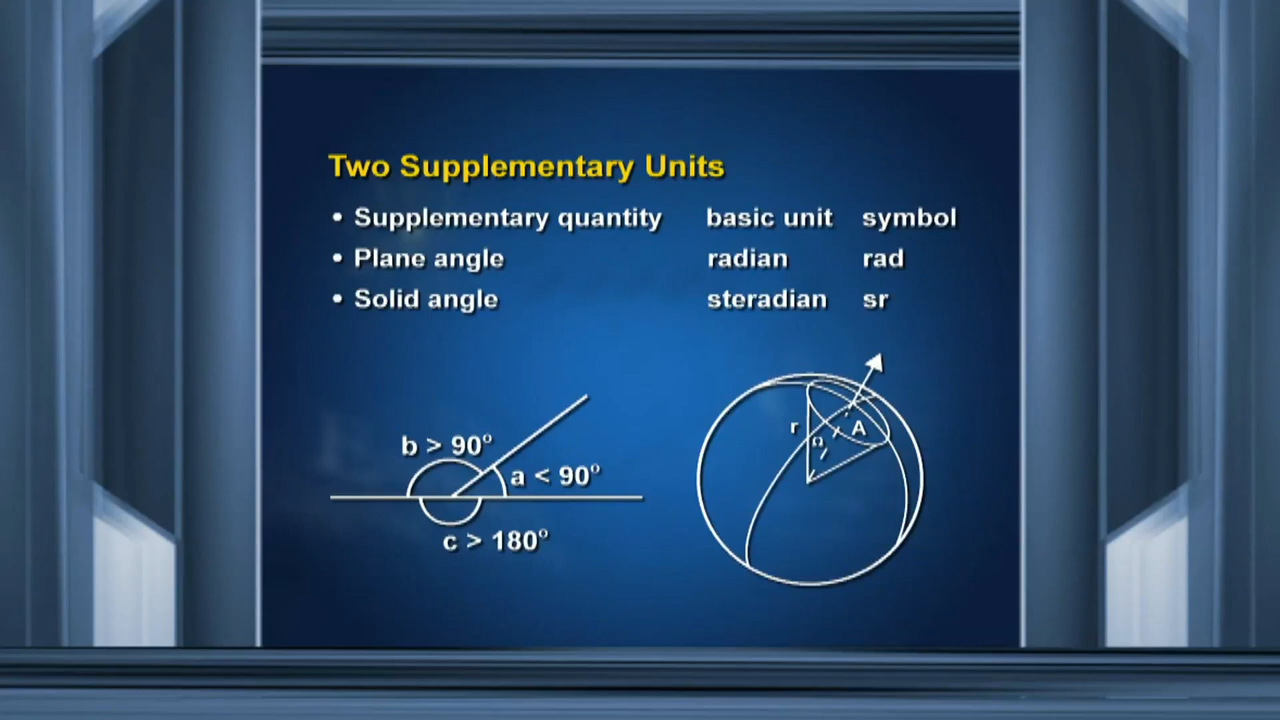 Two Supplementary Units
• Supplementary quantity basic unit symbol
• Plane angle radian rad
• Solid angle steradian sr
b > 90°
a < 90°
c > 180°
r
Ω
A